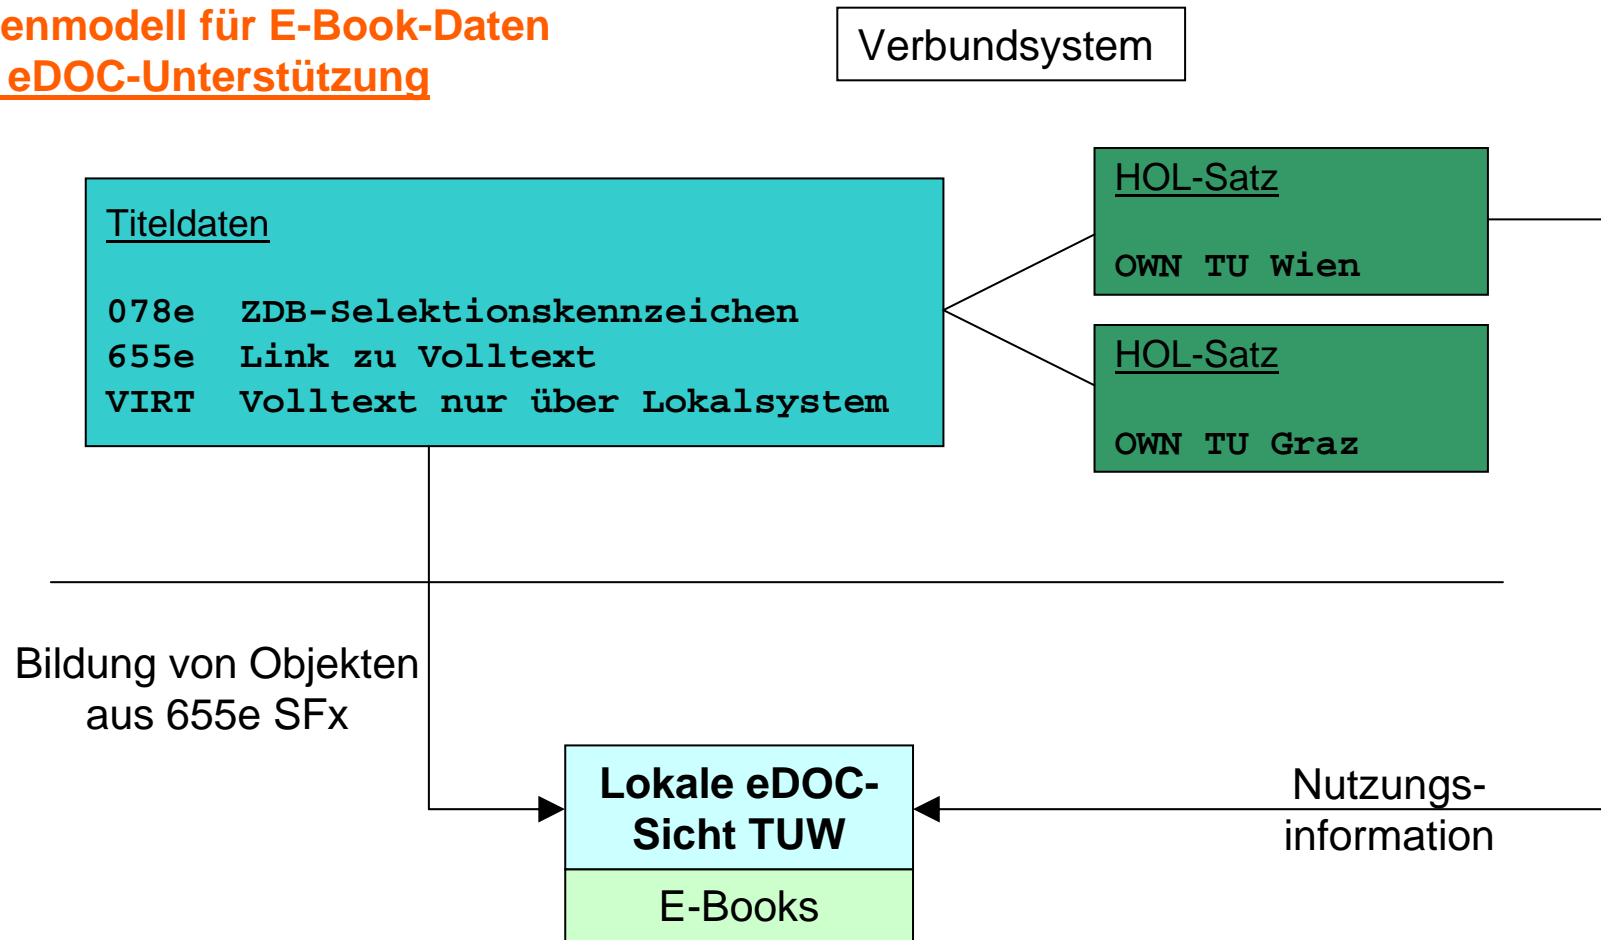 enmodell für E-Book-Daten
eDOC-Unterstützung
Verbundsystem
Titeldaten
078e ZDB-Selektionskennzeichen
655e Link zu Volltext
VIRT Volltext nur über Lokalsystem
HOL-Satz
OWN TU Wien
HOL-Satz
OWN TU Graz
Bildung von Objekten
aus 655e SFx
Lokale eDOC-
Sicht TUW
E-Books
Nutzungs-
information